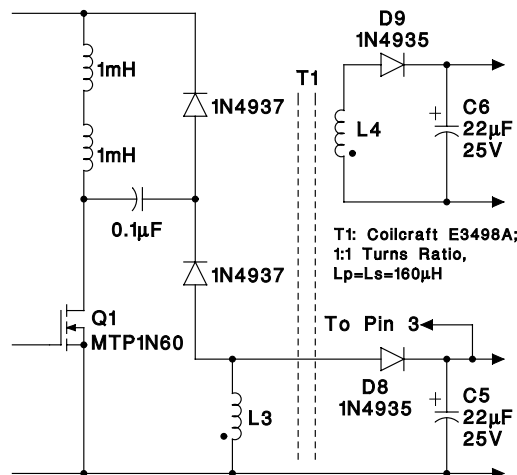 D9
1N4935
1mH
T1
1N4937
C6
22µF
25V
+
L4
1mH
0.1µF
T1: Coilcraft E3498A;
1:1 Turns Ratio,
Lp=Ls=160µH
1N4937
Q1
MTP1N60
To Pin 3
D8
1N4935
L3
C5
22µF
25V
+